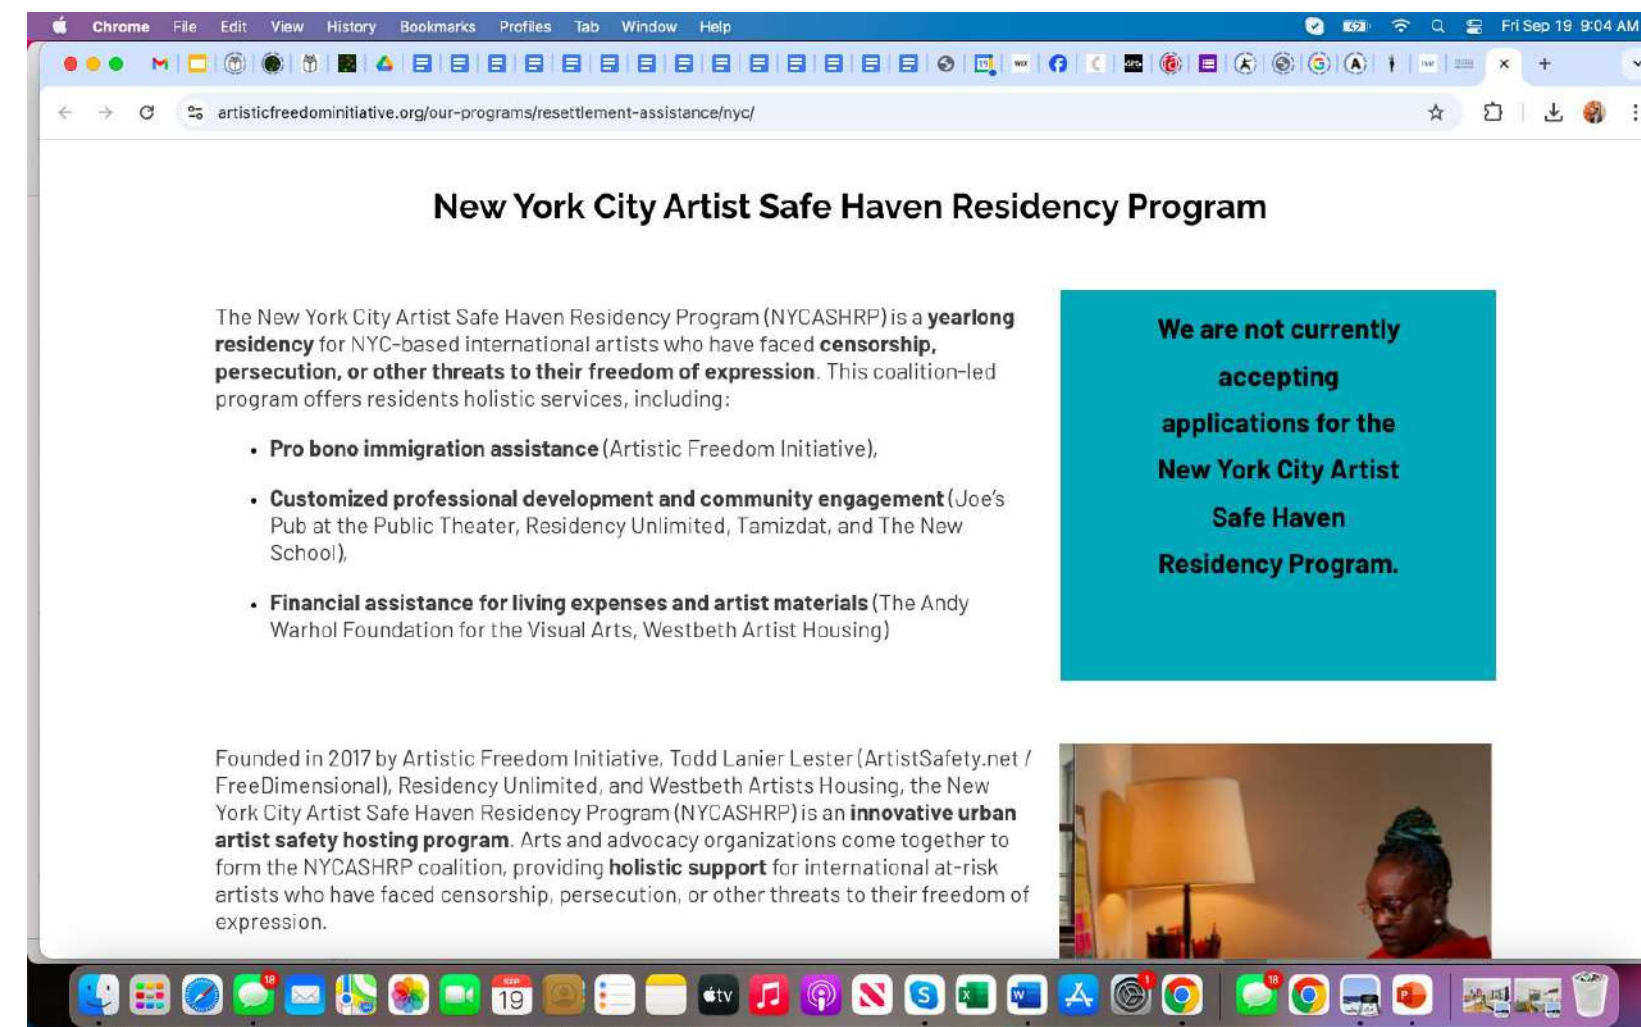 Chrome File Edit View History Bookmarks Profiles Tab Window Help
Fri Sep 19 9:04 AM
artisticfreedominitiative.org/our-programs/resettlement-assistance/nyc/
New York City Artist Safe Haven Residency Program
The New York City Artist Safe Haven Residency Program (NYCASHRP) is a yearlong
residency for NYC-based international artists who have faced censorship,
persecution, or other threats to their freedom of expression. This coalition-led
program offers residents holistic services, including:
• Pro bono immigration assistance (Artistic Freedom Initiative),
• Customized professional development and community engagement (Joe's
Pub at the Public Theater, Residency Unlimited, Tamizdat, and The New
School),
• Financial assistance for living expenses and artist materials (The Andy
Warhol Foundation for the Visual Arts, Westbeth Artist Housing)
We are not currently
accepting
applications for the
New York City Artist
Safe Haven
Residency Program.
Founded in 2017 by Artistic Freedom Initiative, Todd Lanier Lester (ArtistSafety.net /
FreeDimensional), Residency Unlimited, and Westbeth Artists Housing, the New
York City Artist Safe Haven Residency Program (NYCASHRP) is an innovative urban
artist safety hosting program. Arts and advocacy organizations come together to
form the NYCASHRP coalition, providing holistic support for international at-risk
artists who have faced censorship, persecution, or other threats to their freedom of
expression.
18
SEP
19
tv
1
18